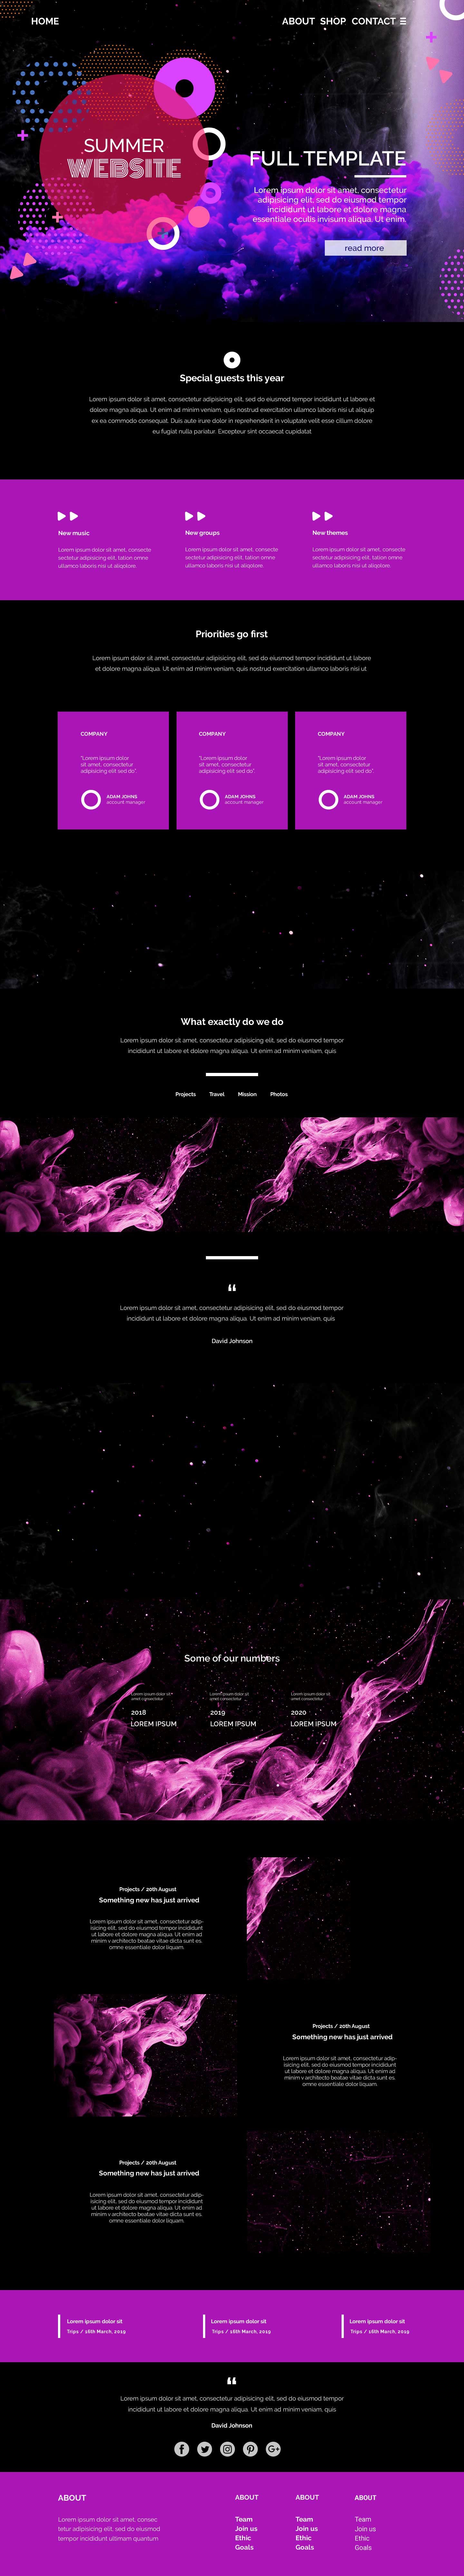 HOME
ABOUT SHOP CONTACT
SUMMER
WEBSITE
FULL TEMPLATE
Lorem ipsum dolor sit amet, consectetur
adipisicing elit, sed do eiusmod tempor
incididunt ut labore et dolore magna
essentiale oculis invisum aliqua. Ut enim.
read more
Special guests this year
Lorem ipsum dolor sit amet, consectetur adipisicing elit, sed do eiusmod tempor incididunt ut labore et
dolore magna aliqua. Ut enim ad minim veniam, quis nostrud exercitation ullamco laboris nisi ut aliquip
ex ea commodo consequat. Duis aute irure dolor in reprehenderit in voluptate velit esse cillum dolore
eu fugiat nulla pariatur. Excepteur sint occaecat cupidatat
New music
Lorem ipsum dolor sit amet, consecte
sectetur adipisicing elit, tation omne
ullamco laboris nisi ut aliqolore.
New groups
Lorem ipsum dolor sit amet, consecte
sectetur adipisicing elit, tation omne
ullamco laboris nisi ut aliqolore.
New themes
Lorem ipsum dolor sit amet, consecte
sectetur adipisicing elit, tation omne
ullamco laboris nisi ut aliqolore.
Priorities go first
Lorem ipsum dolor sit amet, consectetur adipisicing elit, sed do eiusmod tempor incididunt ut labore
et dolore magna aliqua. Ut enim ad minim veniam, quis nostrud exercitation ullamco laboris nisi ut
COMPANY
"Lorem ipsum dolor
sit amet, consectetur
adipisicing elit sed do".
ADAM JOHNS
account manager
COMPANY
"Lorem ipsum dolor
sit amet, consectetur
adipisicing elit sed do".
ADAM JOHNS
account manager
COMPANY
"Lorem ipsum dolor
sit amet, consectetur
adipisicing elit sed do".
ADAM JOHNS
account manager
What exactly do we do
Lorem ipsum dolor sit amet, consectetur adipisicing elit, sed do eiusmod tempor
incididunt ut labore et dolore magna aliqua. Ut enim ad minim veniam, quis
Projects Travel Mission Photos
“
Lorem ipsum dolor sit amet, consectetur adipisicing elit, sed do eiusmod tempor
incididunt ut labore et dolore magna aliqua. Ut enim ad minim veniam, quis
David Johnson
Some of our numbers
Lorem ipsum dolor sit
amet consectetur
2018
LOREM IPSUM
Lorem ipsum dolor sit
amet consectetur
2019
LOREM IPSUM
Lorem ipsum dolor sit
amet consectetur
2020
LOREM IPSUM
Projects / 20th August
Something new has just arrived
Lorem ipsum dolor sit amet, consectetur adip-
isicing elit, sed do eiusmod tempor incididunt
ut labore et dolore magna aliqua. Ut enim ad
minim v architecto beatae vitae dicta sunt es.
omne essentiale dolor liquam.
Projects / 20th August
Something new has just arrived
Lorem ipsum dolor sit amet, consectetur adip-
isicing elit, sed do eiusmod tempor incididunt
ut labore et dolore magna aliqua. Ut enim ad
minim v architecto beatae vitae dicta sunt es.
omne essentiale dolor liquam.
Projects / 20th August
Something new has just arrived
Lorem ipsum dolor sit amet, consectetur adip-
isicing elit, sed do eiusmod tempor incididunt
ut labore et dolore magna aliqua. Ut enim ad
minim v architecto beatae vitae dicta sunt es.
omne essentiale dolor liquam.
Lorem ipsum dolor sit
Trips / 16th March, 2019
Lorem ipsum dolor sit
Trips / 16th March, 2019
Lorem ipsum dolor sit
Trips / 16th March, 2019
“
Lorem ipsum dolor sit amet, consectetur adipisicing elit, sed do eiusmod tempor
incididunt ut labore et dolore magna aliqua. Ut enim ad minim veniam, quis
David Johnson
ABOUT
Lorem ipsum dolor sit amet, consec
tetur adipisicing elit, sed do eiusmod
tempor incididunt ullamum quantum
ABOUT
Team
Join us
Ethic
Goals
ABOUT
Team
Join us
Ethic
Goals
ABOUT
Team
Join us
Ethic
Goals